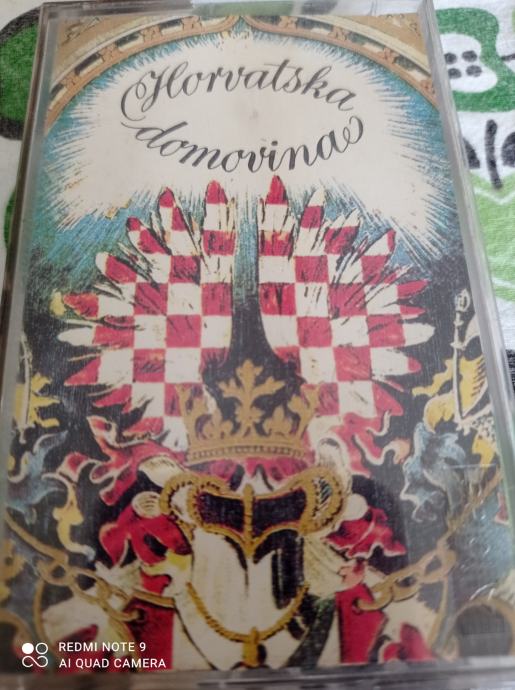 Horvatska
domovina
REDMI NOTE 9
AI QUAD CAMERA